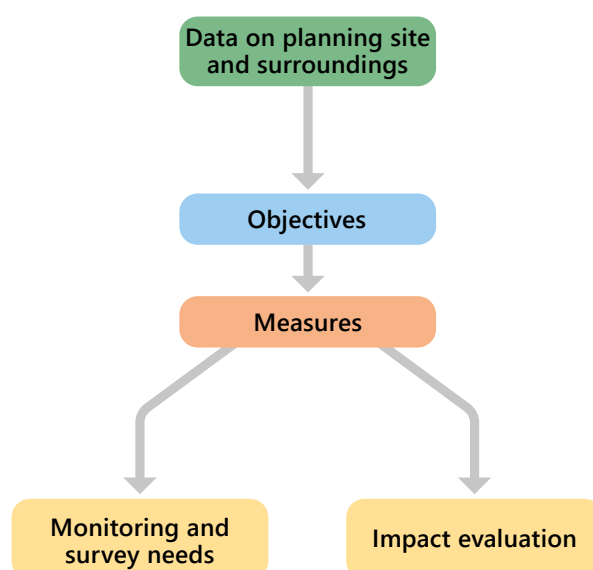 Data on planning site
and surroundings
Objectives
Measures
Monitoring and
survey needs
Impact evaluation